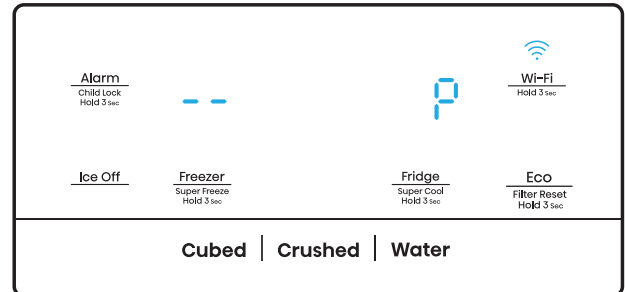 Alarm
Child Lock
Hold 3 Sec
-- P
Wi-Fi
Hold 3 Sec
Ice Off
Freezer
Super Freeze
Hold 3 Sec
Fridge
Super Cool
Hold 3 Sec
Eco
Filter Reset
Hold 3 Sec
Cubed | Crushed | Water